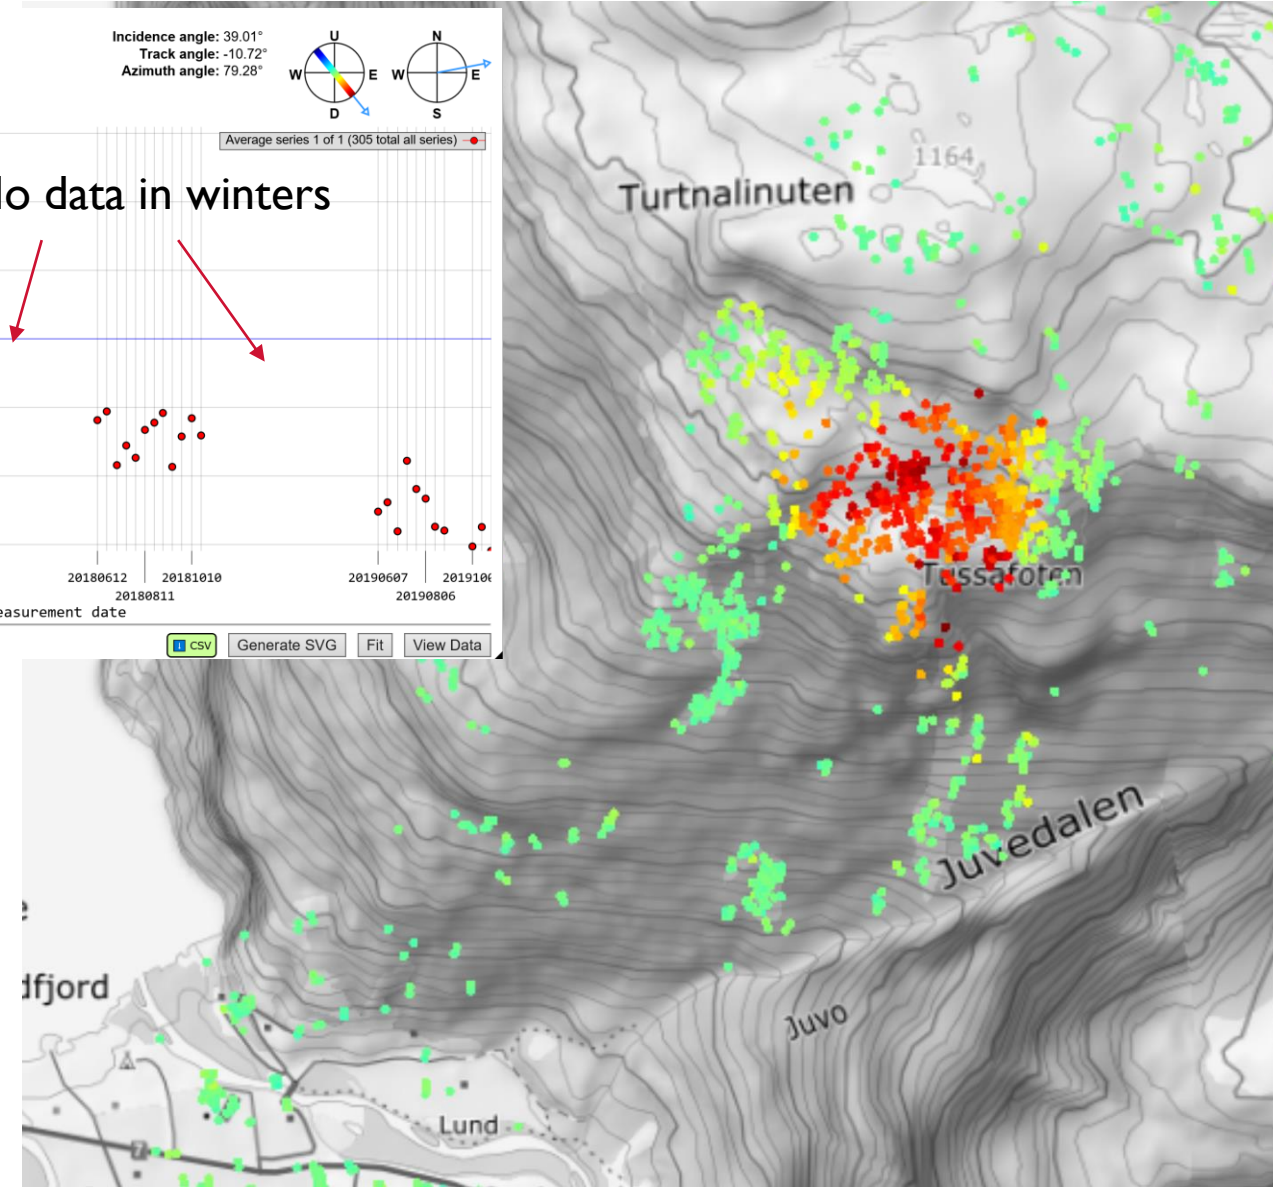 Incidence angle: 39.01°
Track angle: -10.72°
Azimuth angle: 79.28°
U
W E
D
N
W E
S
Average series 1 of 1 (305 total all series)
data in winters
20180612 20181010
20180811
20190607
20190806
measurement date
CSV Generate SVG Fit View Data
1164
Turtnalinuten
Tussafoten
Juvedalen
Juvo
dfjord
Lund
7